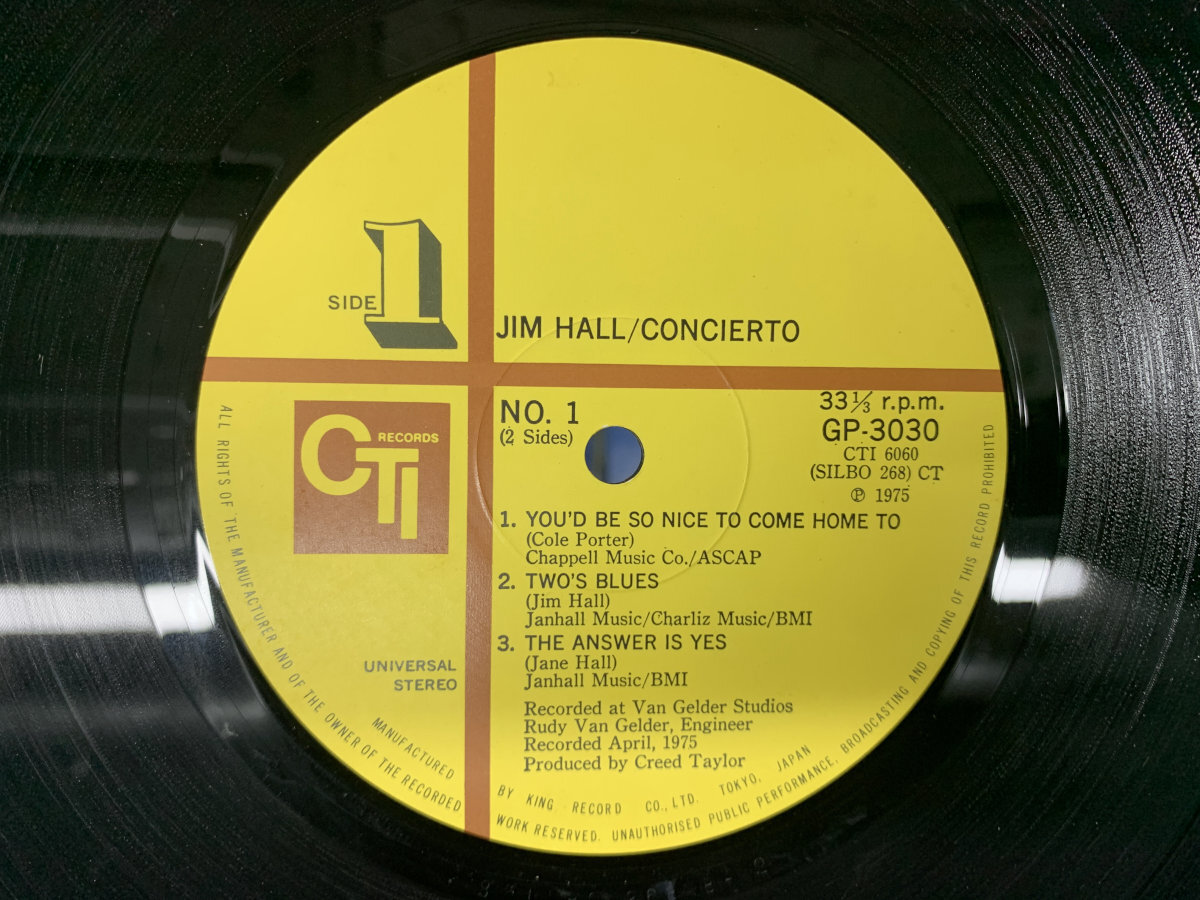 SIDE 1
JIM HALL/CONCIERTO
CTI RECORDS
NO. 1
(2 Sides)
33 1/3 r.p.m.
GP-3030
CTI 6060
(SILBO 268) CT
℗ 1975
1. YOU'D BE SO NICE TO COME HOME TO
(Cole Porter)
Chappell Music Co./ASCAP
2. TWO'S BLUES
(Jim Hall)
Janhall Music/Charliz Music/BMI
3. THE ANSWER IS YES
(Jane Hall)
Janhall Music/BMI
UNIVERSAL
STEREO
Recorded at Van Gelder Studios
Rudy Van Gelder, Engineer
Recorded April, 1975
Produced by Creed Taylor
MANUFACTURED BY KING RECORD CO., LTD. TOKYO, JAPAN
ALL RIGHTS OF THE MANUFACTURER AND OF THE OWNER OF THE RECORDED WORK RESERVED. UNAUTHORISED PUBLIC PERFORMANCE, BROADCASTING AND COPYING OF THIS RECORD PROHIBITED